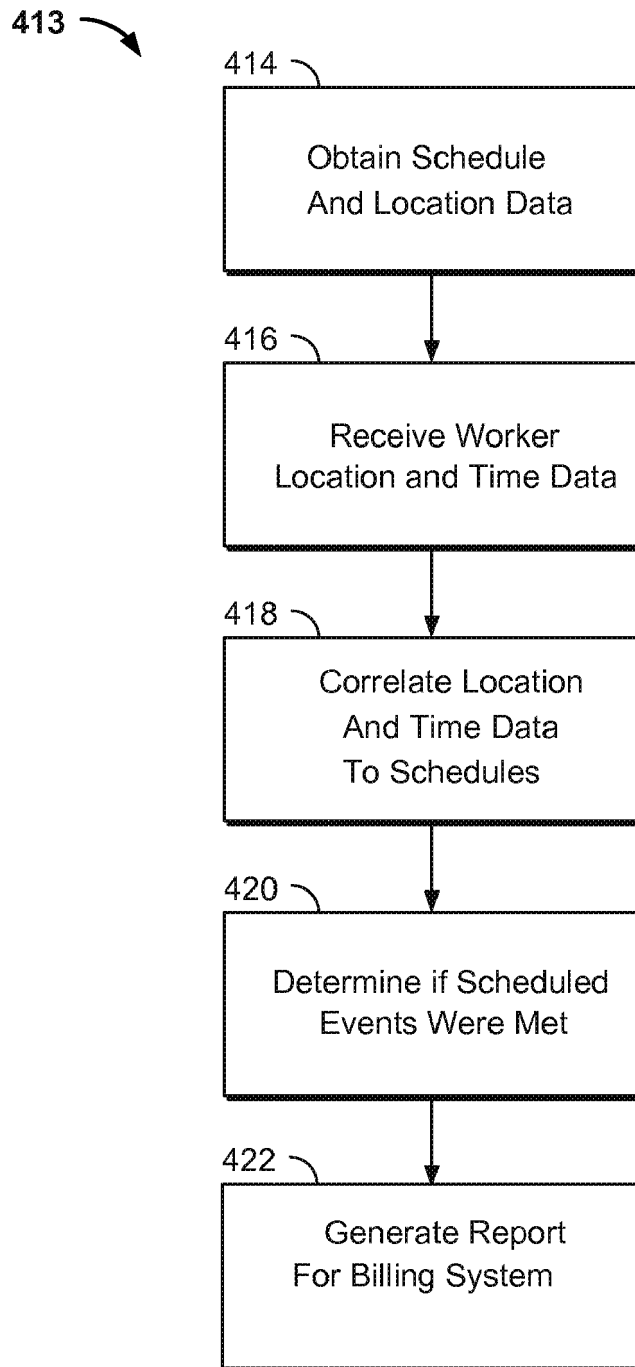 413
414
Obtain Schedule
And Location Data
416
Receive Worker
Location and Time Data
418
Correlate Location
And Time Data
To Schedules
420
Determine if Scheduled
Events Were Met
422
Generate Report
For Billing System